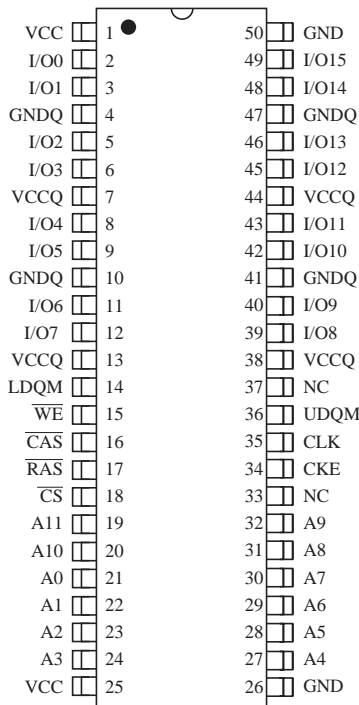 VCC 1 50 GND
I/O0 2 49 I/O15
I/O1 3 48 I/O14
GNDQ 4 47 GNDQ
I/O2 5 46 I/O13
I/O3 6 45 I/O12
VCCQ 7 44 VCCQ
I/O4 8 43 I/O11
I/O5 9 42 I/O10
GNDQ 10 41 GNDQ
I/O6 11 40 I/O9
I/O7 12 39 I/O8
VCCQ 13 38 VCCQ
LDQM 14 37 NC
W̅E̅ 15 36 UDQM
C̅A̅S̅ 16 35 CLK
R̅A̅S̅ 17 34 CKE
C̅S̅ 18 33 NC
A11 19 32 A9
A10 20 31 A8
A0 21 30 A7
A1 22 29 A6
A2 23 28 A5
A3 24 27 A4
VCC 25 26 GND